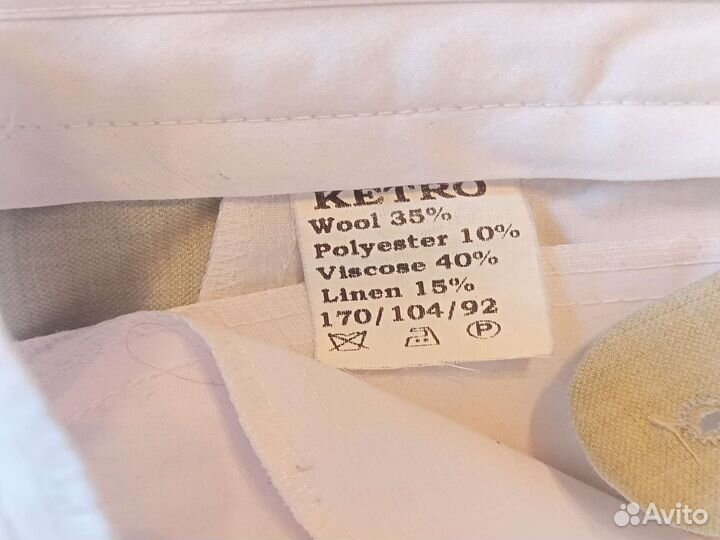 KETRO
Wool 35%
Polyester 10%
Viscose 40%
Linen 15%
170/104/92
P
Avito